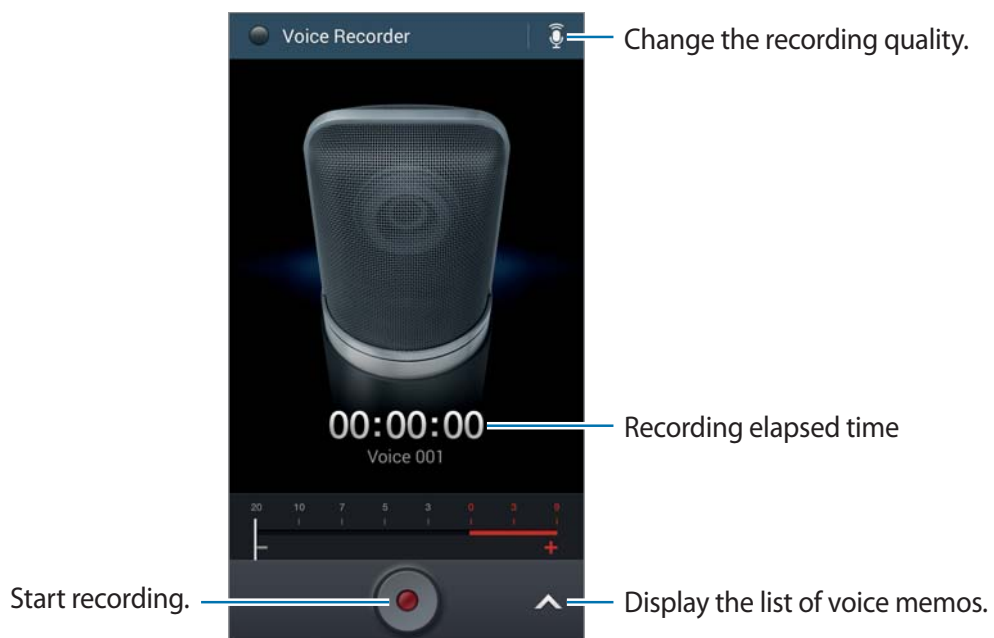 Voice Recorder
Change the recording quality.
00:00:00
Recording elapsed time
Voice 001
20 10 7 5 3 0 3 9
− +
Start recording.
Display the list of voice memos.